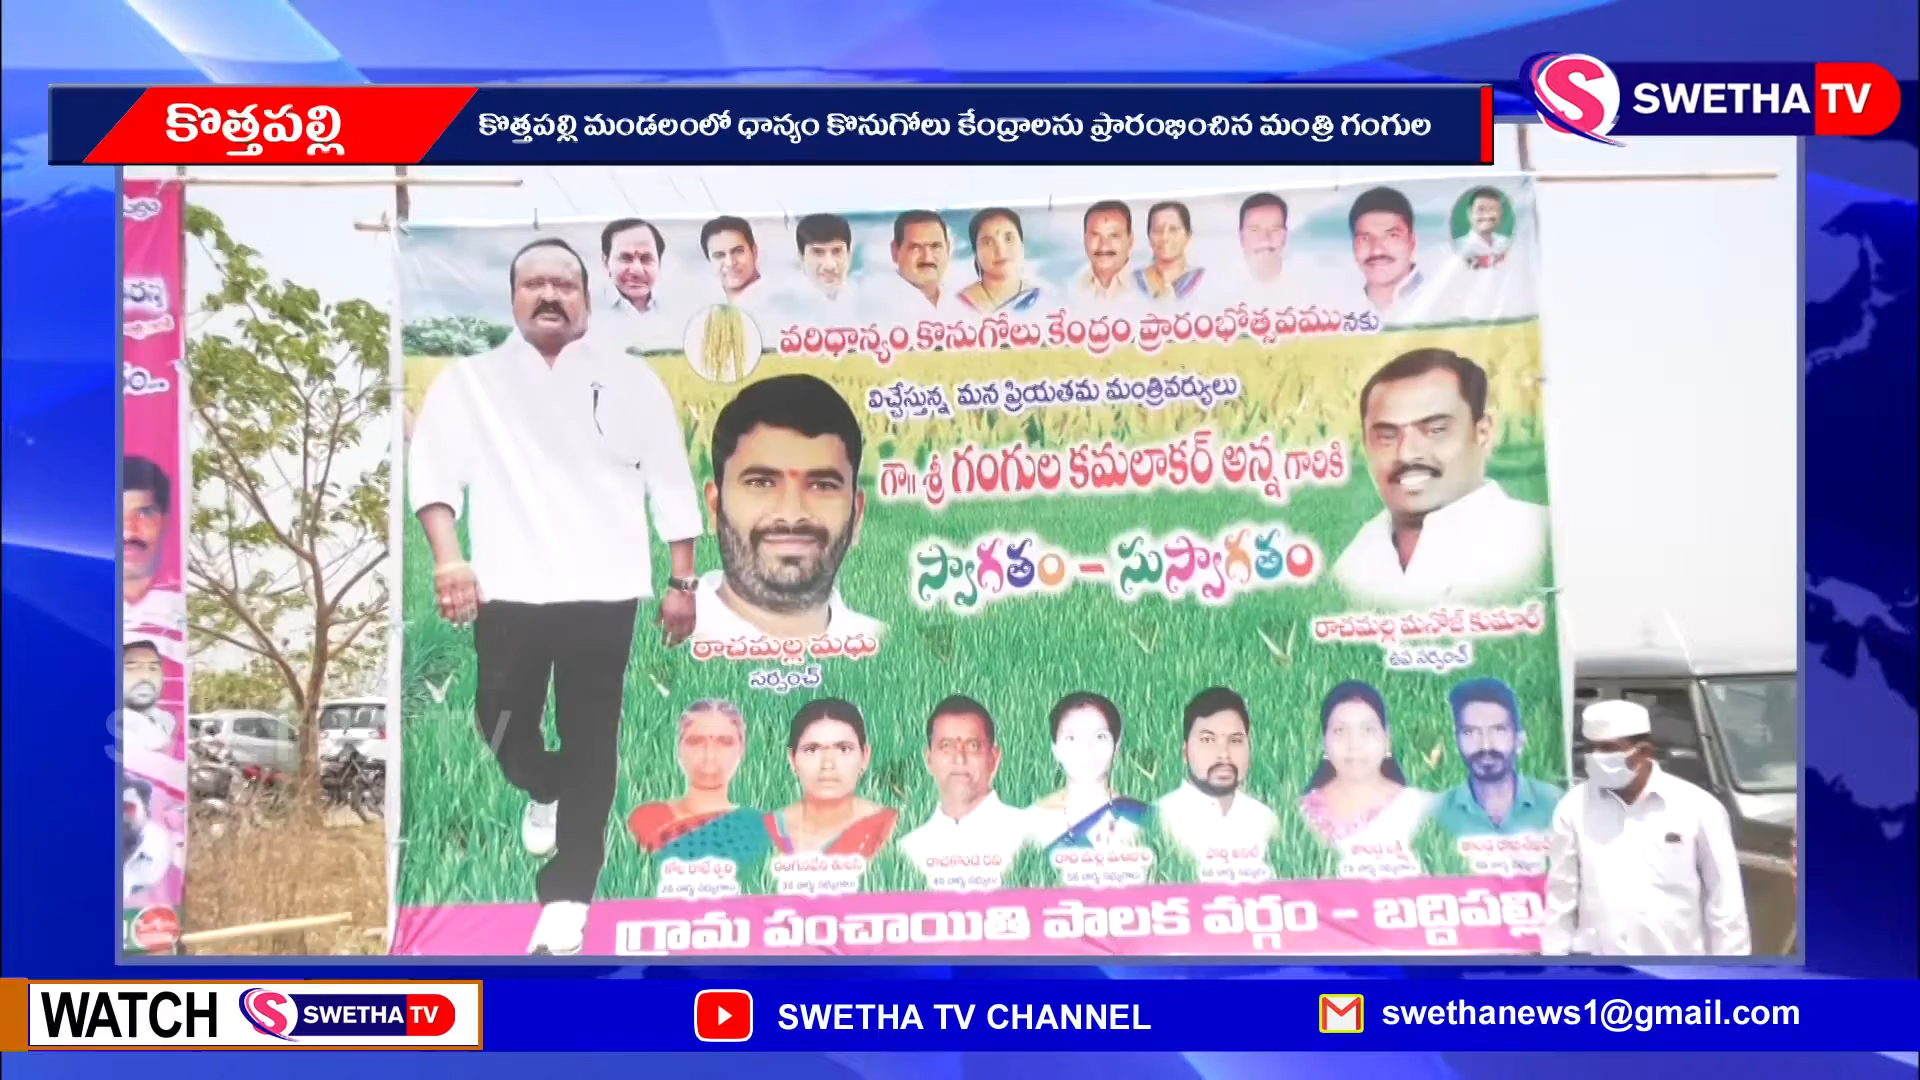 SWETHA TV
కొత్తపల్లి
కొత్తపల్లి మండలంలో ధాన్యం కొనుగోలు కేంద్రాలను ప్రారంభించిన మంత్రి గంగుల
వరిధాన్యం కొనుగోలు కేంద్రం ప్రారంభోత్సవమునకు
విచ్చేస్తున్న మన ప్రియతమ మంత్రివర్యులు
గౌ॥ శ్రీ గంగుల కమలాకర్ అన్న గారికి
స్వాగతం - సుస్వాగతం
రాచమల్ల మధు
సర్పంచ్
రాచమల్ల మనోజ్ కుమార్
ఉప సర్పంచ్
గ్రామ పంచాయితి పాలక వర్గం - బద్దిపల్లి
WATCH SWETHA TV
SWETHA TV CHANNEL
swethanews1@gmail.com